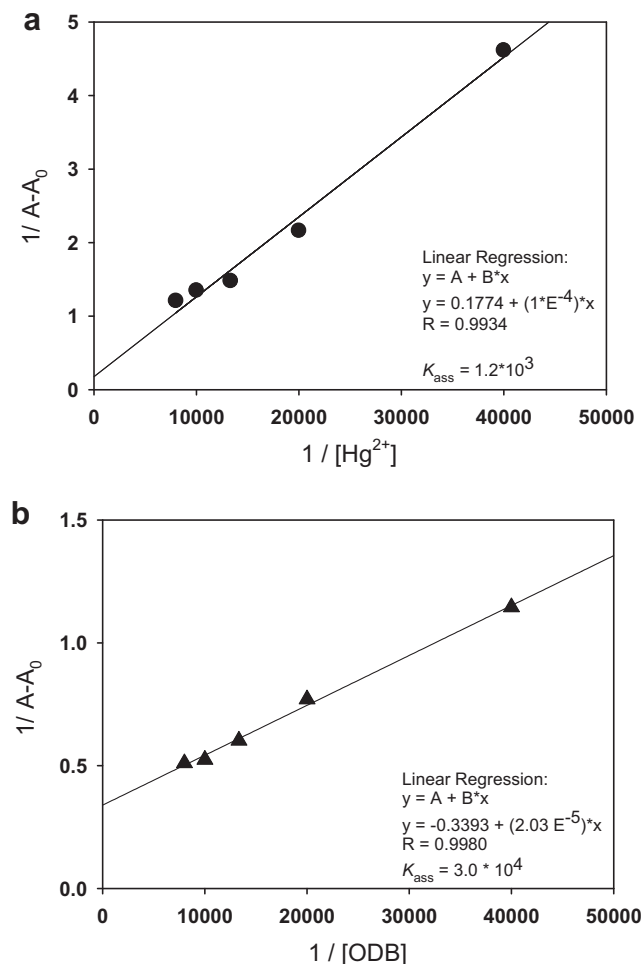 a
5
4
3
2
1
0
1/ A-A₀
Linear Regression:
y = A + B*x
y = 0.1774 + (1*E⁻⁴)*x
R = 0.9934
Kₐₛₛ = 1.2*10³
0 10000 20000 30000 40000 50000
1 / [Hg²⁺]
b
1.5
1.0
0.5
0.0
1/ A-A₀
Linear Regression:
y = A + B*x
y = -0.3393 + (2.03 E⁻⁵)*x
R = 0.9980
Kₐₛₛ = 3.0 * 10⁴
0 10000 20000 30000 40000 50000
1 / [ODB]